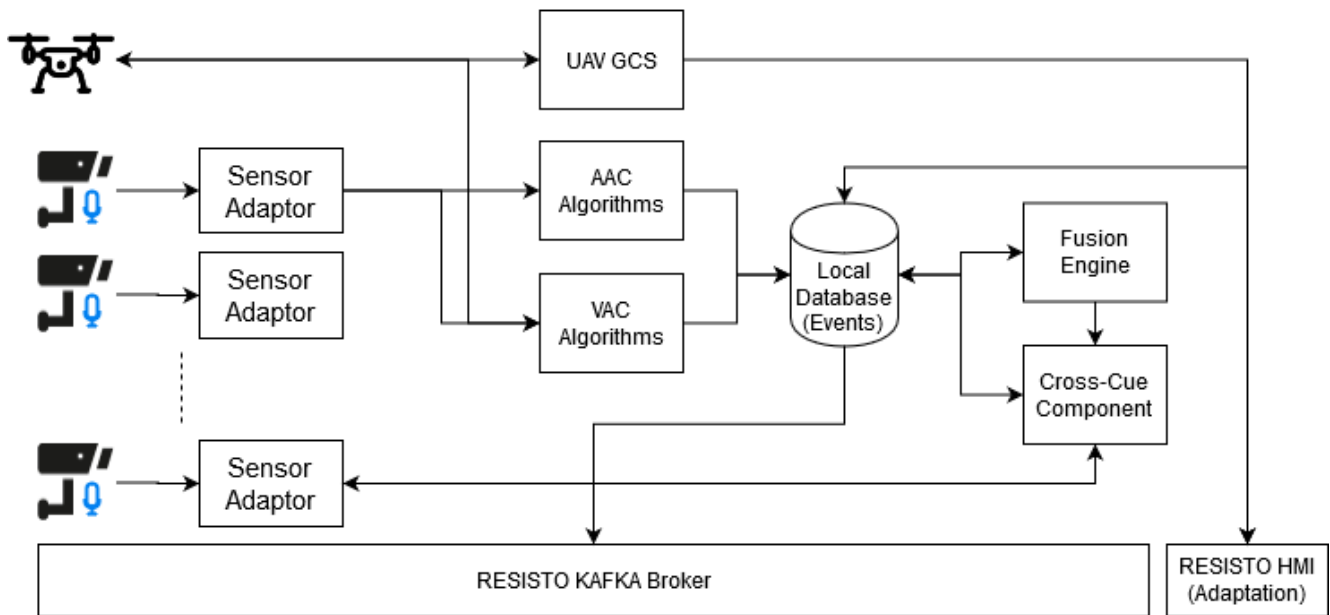 UAV GCS
Sensor
Adaptor
AAC
Algorithms
Sensor
Adaptor
VAC
Algorithms
Local
Database
(Events)
Fusion
Engine
Cross-Cue
Component
Sensor
Adaptor
RESISTO KAFKA Broker
RESISTO HMI
(Adaptation)